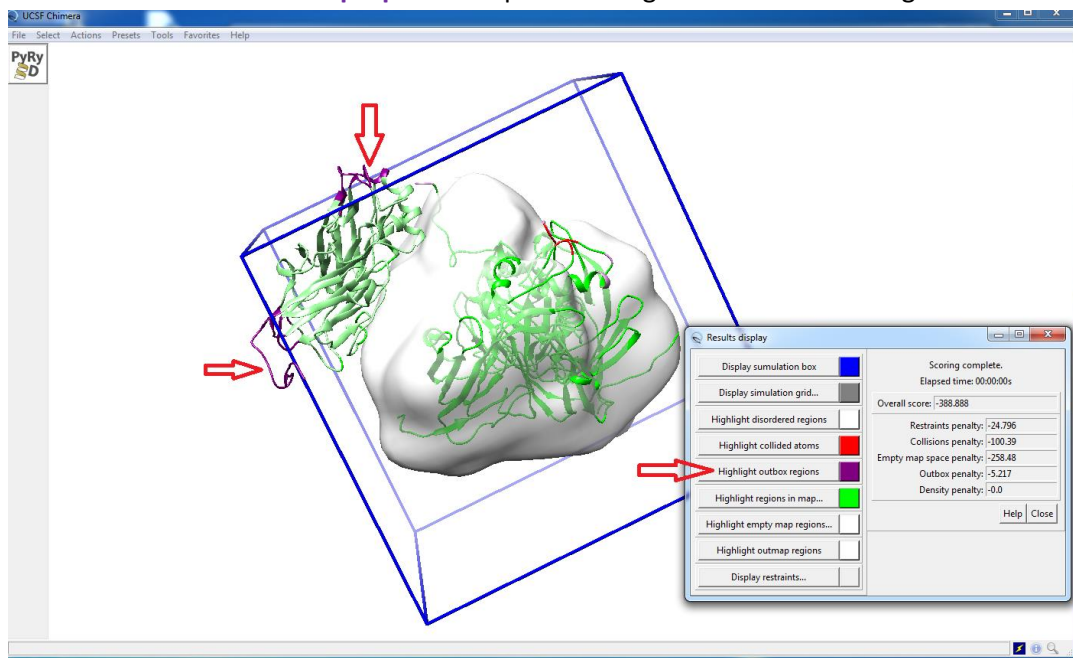 UCSF Chimera
File Select Actions Presets Tools Favorites Help
PyRy
3D
Results display
Display sumulation box
Display simulation grid...
Highlight disordered regions
Highlight collided atoms
Highlight outbox regions
Highlight regions in map...
Highlight empty map regions...
Highlight outmap regions
Display restraints...
Scoring complete.
Elapsed time: 00:00:00s
Overall score: -388.888
Restraints penalty: -24.796
Collisions penalty: -100.39
Empty map space penalty: -258.48
Outbox penalty: -5.217
Density penalty: -0.0
Help Close